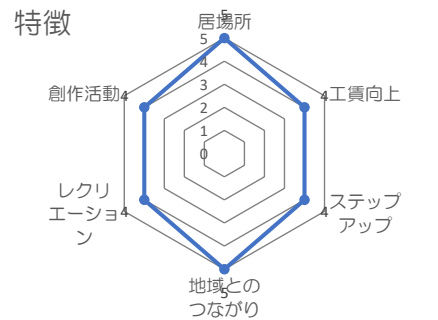 特徴
5
居場所
5
4
3
2
1
0
創作活動
4
4
工賃向上
レクリ
エーショ
ン
4
4
ステップ
アップ
地域との
5
つながり